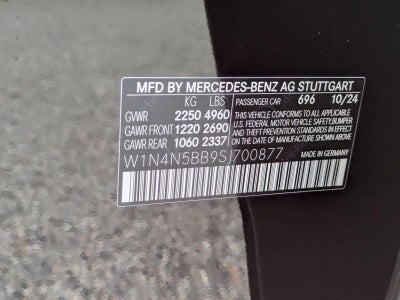 MFD BY MERCEDES-BENZ AG STUTTGART
KG LBS PASSENGER CAR 696 10/24
GVWR 2250 4960 THIS VEHICLE CONFORMS TO ALL APPLICABLE
GAWR FRONT 1220 2690 U.S. FEDERAL MOTOR VEHICLE SAFETY, BUMPER
GAWR REAR 1060 2337 AND THEFT PREVENTION STANDARDS IN EFFECT
ON THE DATE OF MANUFACTURE SHOWN ABOVE.
W1N4N5BB9SJ700877 MADE IN GERMANY